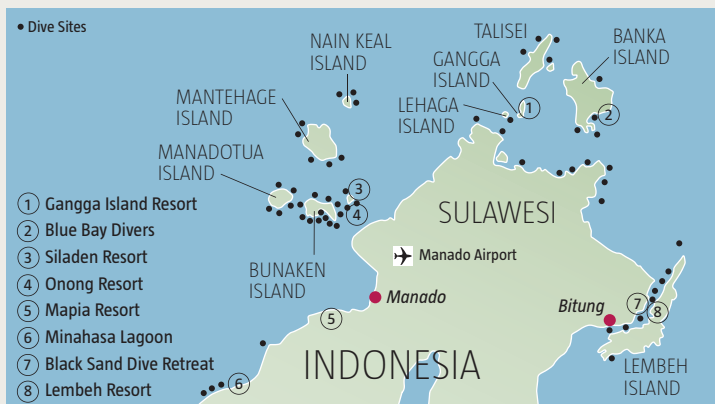 • Dive Sites
NAIN KEAL
ISLAND
TALISEI
BANKA
ISLAND
GANGGA
ISLAND
LEHAGA
ISLAND
1
2
MANTEHAGE
ISLAND
MANADOTUA
ISLAND
3
4
BUNAKEN
ISLAND
SULAWESI
Manado Airport
Manado
Bitung
5
6
7
8
INDONESIA
LEMBEH
ISLAND
1 Gangga Island Resort
2 Blue Bay Divers
3 Siladen Resort
4 Onong Resort
5 Mapia Resort
6 Minahasa Lagoon
7 Black Sand Dive Retreat
8 Lembeh Resort